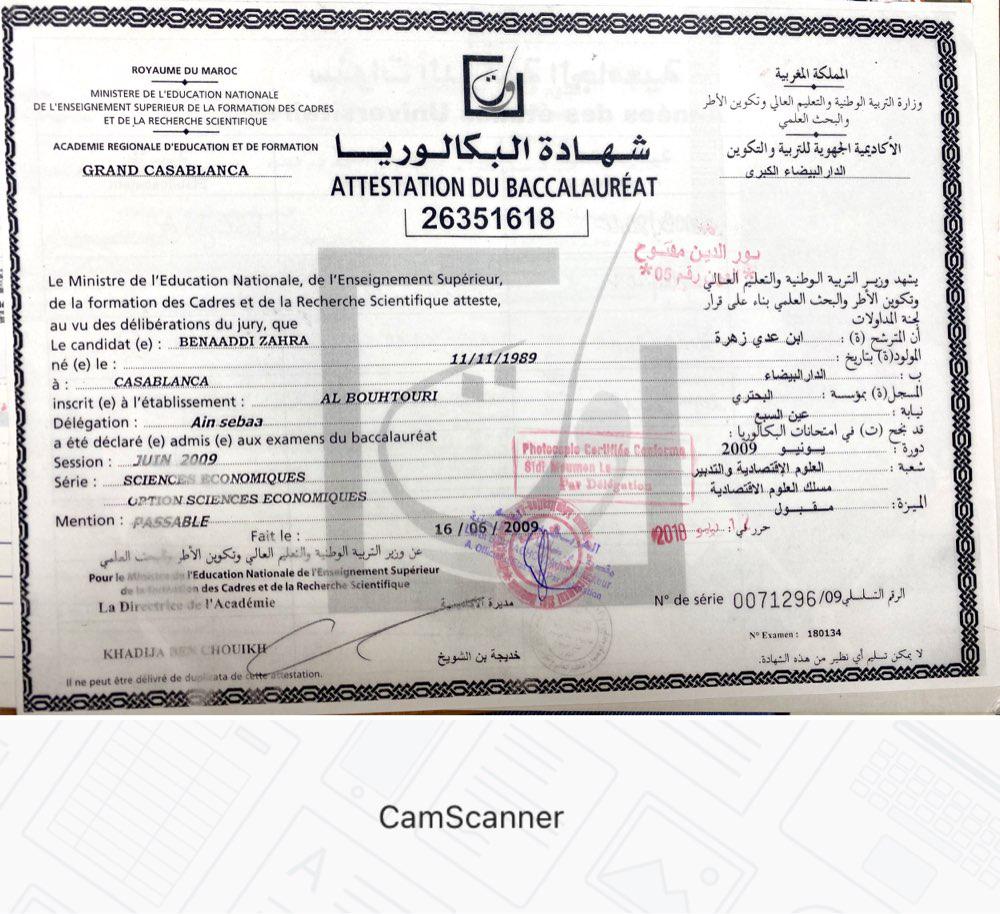 ROYAUME DU MAROC
MINISTERE DE L'EDUCATION NATIONALE
DE L'ENSEIGNEMENT SUPERIEUR DE LA FORMATION DES CADRES
ET DE LA RECHERCHE SCIENTIFIQUE
ACADEMIE REGIONALE D'EDUCATION ET DE FORMATION
GRAND CASABLANCA
المملكة المغربية
وزارة التربية الوطنية والتعليم العالي وتكوين الأطر
والبحث العلمي
الأكاديمية الجهوية للتربية والتكوين
الدار البيضاء الكبرى
شهادة البكالوريا
ATTESTATION DU BACCALAURÉAT
26351618
نور الدين مفتوح
Le Ministre de l'Education Nationale, de l'Enseignement Supérieur,
de la formation des Cadres et de la Recherche Scientifique atteste,
au vu des délibérations du jury, que
Le candidat (e) : BENAADDI ZAHRA
né (e) le : 11/11/1989
à : CASABLANCA
inscrit (e) à l'établissement : AL BOUHTOURI
Délégation : Ain sebaa
a été déclaré (e) admis (e) aux examens du baccalauréat
Session : JUIN 2009
Série : SCIENCES ECONOMIQUES
OPTION SCIENCES ECONOMIQUES
Mention : PASSABLE
Fait le : 16 / 06 / 2009
يشهد وزير التربية الوطنية والتعليم العالي
وتكوين الأطر والبحث العلمي بناء على قرار
لجنة المداولات
أن المترشح (ة) : ابن عدي زهرة
المولود(ة) بتاريخ :
ب : الدار البيضاء
المسجل(ة) بمؤسسة : البحتري
نيابة : عين السبع
قد نجح (ت) في امتحانات البكالوريا :
دورة : يونيو 2009
شعبة : العلوم الاقتصادية والتدبير
مسلك العلوم الاقتصادية
الميزة : مقبول
حرر في :
Photocopie Certifiée Conforme
Sidi Moumen Le
Par Délégation
2018
عن وزير التربية الوطنية والتعليم العالي وتكوين الأطر والبحث العلمي
Pour le Ministre de l'Education Nationale de l'Enseignement Supérieur
de la formation des Cadres et de la Recherche Scientifique
La Directrice de l'Académie
مديرة الأكاديمية
KHADIJA BEN CHOUIKH
خديجة بن الشويخ
N° de série 0071296/09 الرقم التسلسلي
N° Examen : 180134
Il ne peut être délivré de duplicata de cette attestation.
لا يمكن تسليم أي نظير من هذه الشهادة.
CamScanner